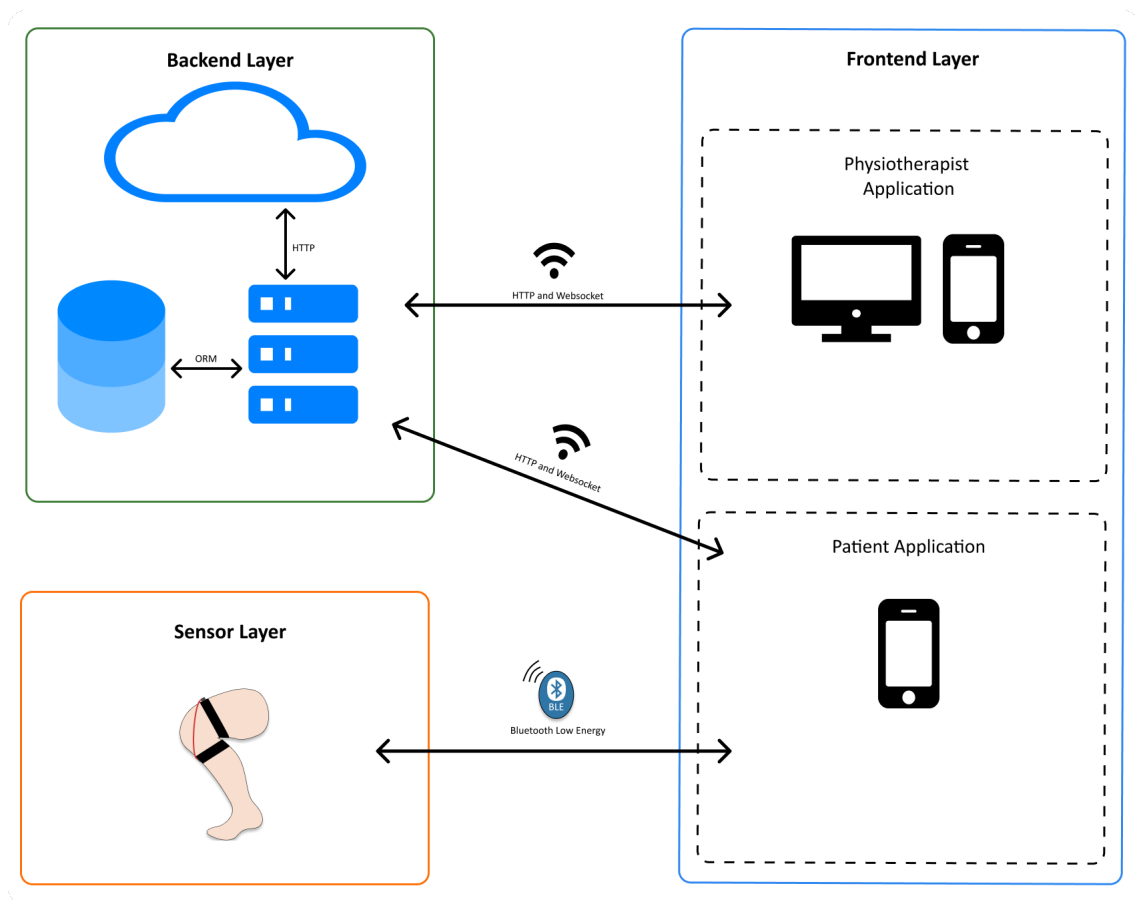 Backend Layer
HTTP
ORM
HTTP and Websocket
HTTP and Websocket
Frontend Layer
Physiotherapist
Application
Patient Application
Sensor Layer
BLE
Bluetooth Low Energy